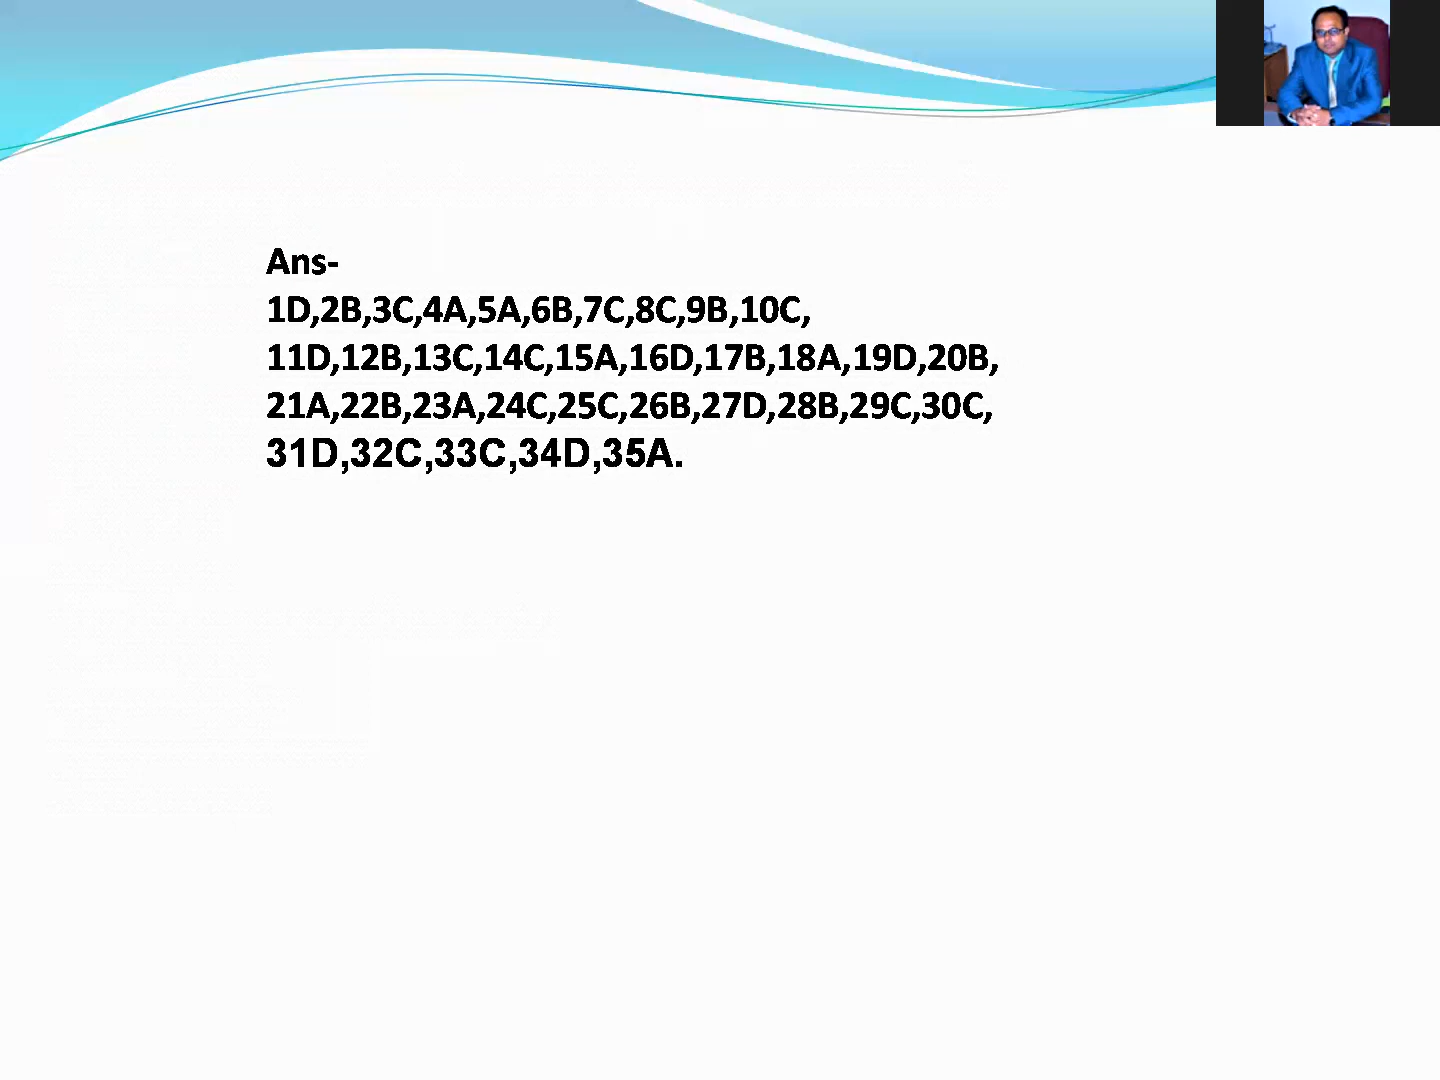 Ans-
1D,2B,3C,4A,5A,6B,7C,8C,9B,10C,
11D,12B,13C,14C,15A,16D,17B,18A,19D,20B,
21A,22B,23A,24C,25C,26B,27D,28B,29C,30C,
31D,32C,33C,34D,35A.